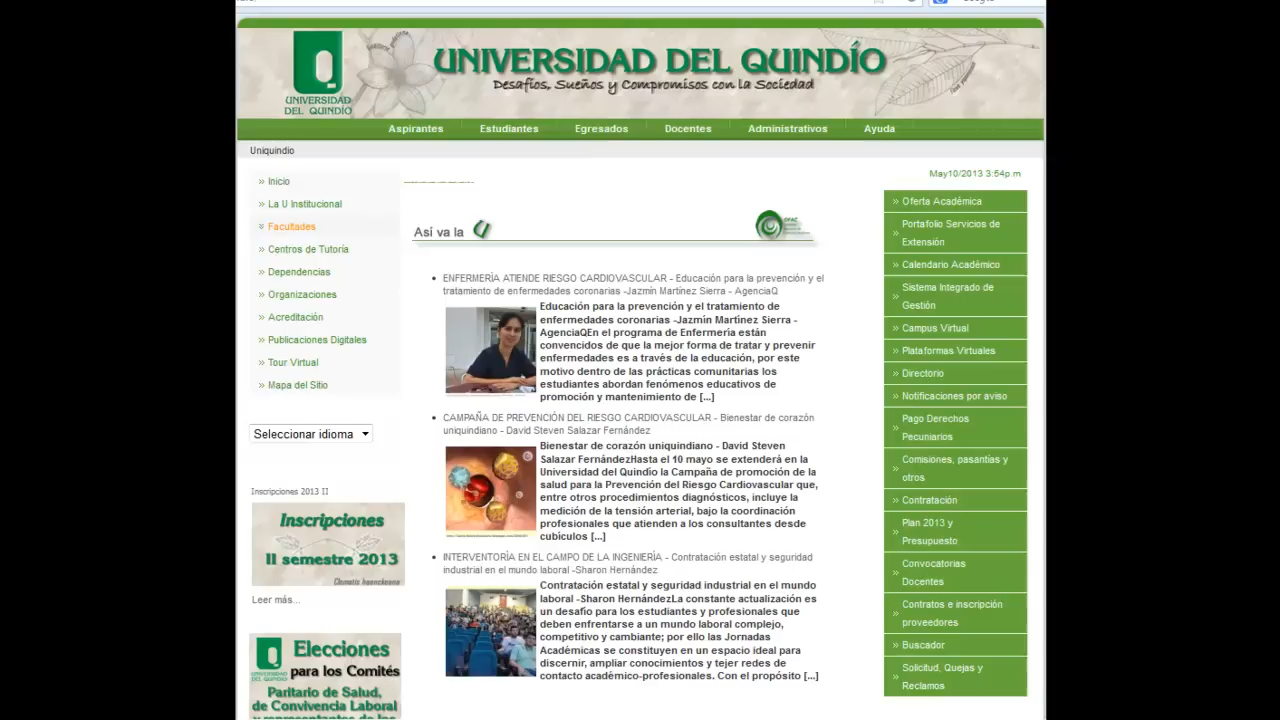 UNIVERSIDAD DEL QUINDÍO
Desafíos, Sueños y Compromisos con la Sociedad
UNIVERSIDAD
DEL QUINDÍO
Aspirantes Estudiantes Egresados Docentes Administrativos Ayuda
Uniquindio
May10/2013 3:54p.m
Inicio
La U Institucional
Facultades
Centros de Tutoría
Dependencias
Organizaciones
Acreditación
Publicaciones Digitales
Tour Virtual
Mapa del Sitio
Seleccionar idioma
Inscripciones 2013 II
Inscripciones
II semestre 2013
Leer más...
Elecciones
para los Comités
UNIVERSIDAD
DEL QUINDÍO
Paritario de Salud,
de Convivencia Laboral
Asi va la U
• ENFERMERÍA ATIENDE RIESGO CARDIOVASCULAR - Educación para la prevención y el
tratamiento de enfermedades coronarias -Jazmín Martínez Sierra - AgenciaQ
Educación para la prevención y el tratamiento de
enfermedades coronarias -Jazmín Martínez Sierra -
AgenciaQEn el programa de Enfermería están
convencidos de que la mejor forma de tratar y prevenir
enfermedades es a través de la educación, por este
motivo dentro de las prácticas comunitarias los
estudiantes abordan fenómenos educativos de
promoción y mantenimiento de [...]
• CAMPAÑA DE PREVENCIÓN DEL RIESGO CARDIOVASCULAR - Bienestar de corazón
uniquindiano - David Steven Salazar Fernández
Bienestar de corazón uniquindiano - David Steven
Salazar FernándezHasta el 10 mayo se extenderá en la
Universidad del Quindío la Campaña de promoción de la
salud para la Prevención del Riesgo Cardiovascular que,
entre otros procedimientos diagnósticos, incluye la
medición de la tensión arterial, bajo la coordinación
profesionales que atienden a los consultantes desde
cubículos [...]
• INTERVENTORÍA EN EL CAMPO DE LA INGENIERÍA - Contratación estatal y seguridad
industrial en el mundo laboral -Sharon Hernández
Contratación estatal y seguridad industrial en el mundo
laboral -Sharon HernándezLa constante actualización es
un desafío para los estudiantes y profesionales que
deben enfrentarse a un mundo laboral complejo,
competitivo y cambiante; por ello las Jornadas
Académicas se constituyen en un espacio ideal para
discernir, ampliar conocimientos y tejer redes de
contacto académico-profesionales. Con el propósito [...]
Oferta Académica
Portafolio Servicios de
Extensión
Calendario Académico
Sistema Integrado de
Gestión
Campus Virtual
Plataformas Virtuales
Directorio
Notificaciones por aviso
Pago Derechos
Pecuniarios
Comisiones, pasantías y
otros
Contratación
Plan 2013 y
Presupuesto
Convocatorias
Docentes
Contratos e inscripción
proveedores
Buscador
Solicitud, Quejas y
Reclamos